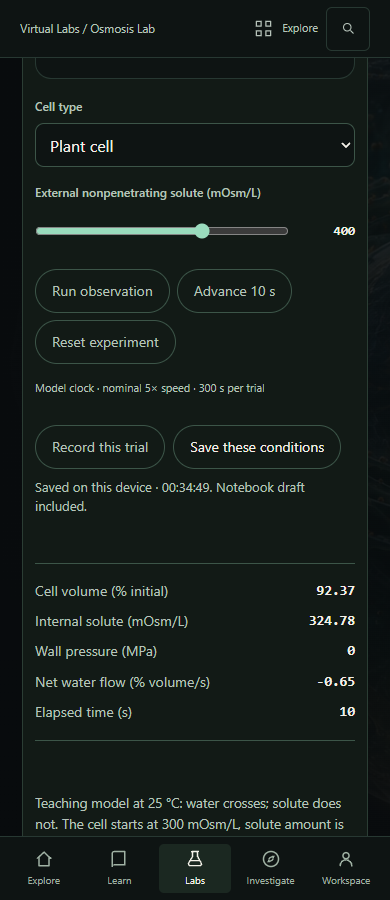 Virtual Labs / Osmosis Lab
Explore
Cell type
Plant cell
External nonpenetrating solute (mOsm/L)
400
Run observation
Advance 10 s
Reset experiment
Model clock · nominal 5× speed · 300 s per trial
Record this trial
Save these conditions
Saved on this device · 00:34:49. Notebook draft
included.
Cell volume (% initial) 92.37
Internal solute (mOsm/L) 324.78
Wall pressure (MPa) 0
Net water flow (% volume/s) -0.65
Elapsed time (s) 10
Teaching model at 25 °C: water crosses; solute does
not. The cell starts at 300 mOsm/L, solute amount is
Explore
Learn
Labs
Investigate
Workspace